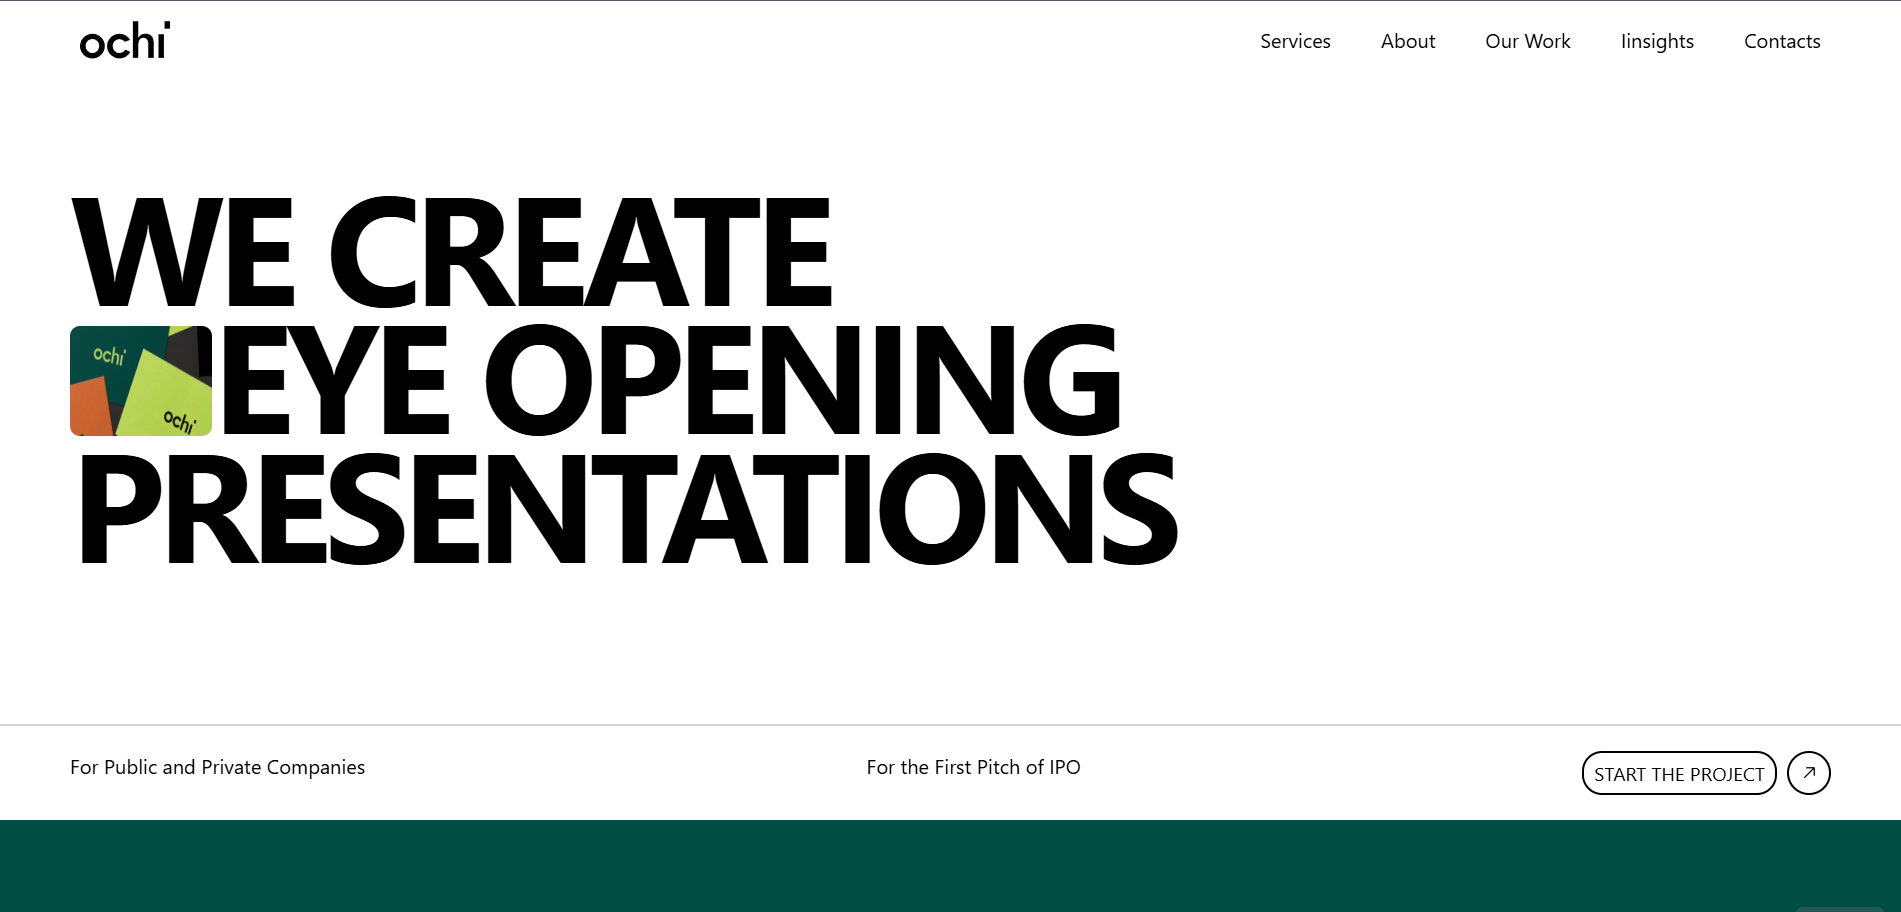 ochi
Services About Our Work Iinsights Contacts
WE CREATE
ochi
ochi
EYE OPENING
PRESENTATIONS
For Public and Private Companies
For the First Pitch of IPO
START THE PROJECT